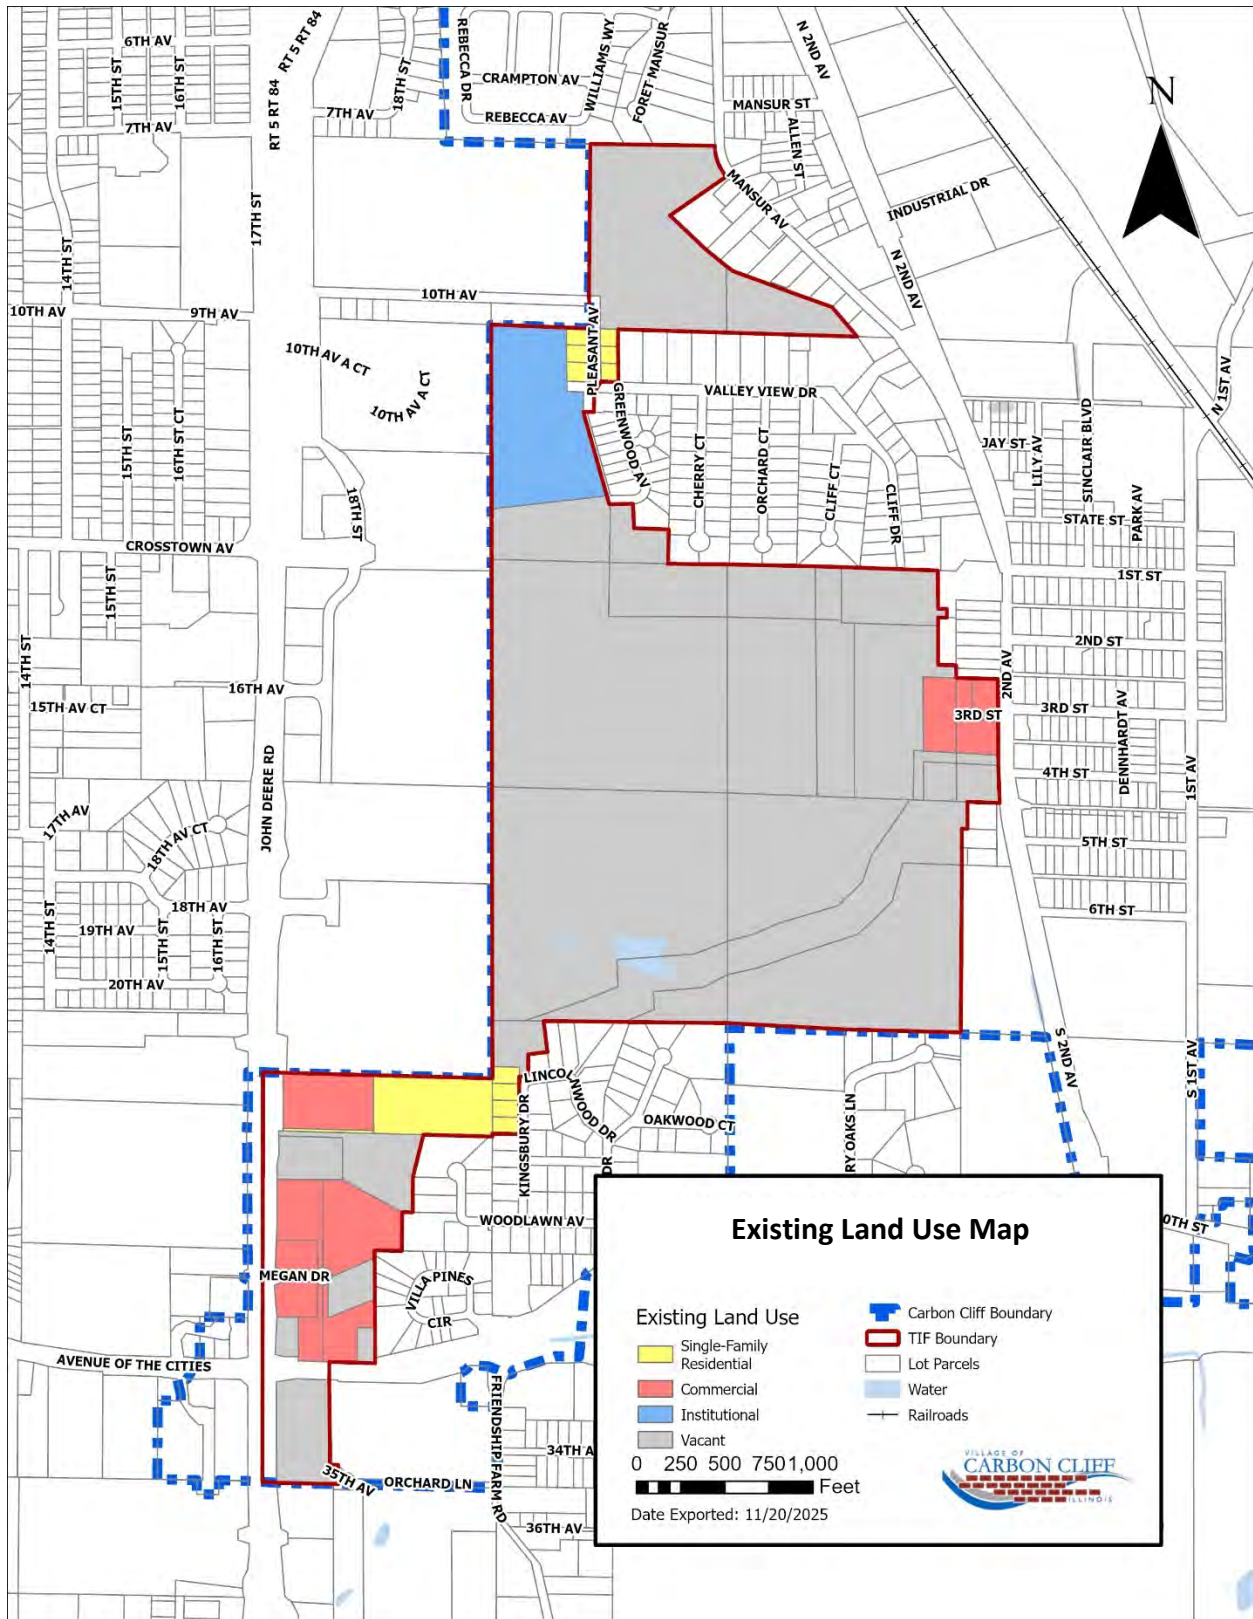 6TH AV
15TH ST
16TH ST
7TH AV
RT 5 RT 84
RT 5 RT 84
18TH ST
7TH AV
REBECCA DR
CRAMPTON AV
WILLIAMS WY
FORET MANSUR
REBECCA AV
N 2ND AV
MANSUR ST
ALLEN ST
N
MANSUR AV
INDUSTRIAL DR
14TH ST
17TH ST
N 2ND AV
10TH AV
10TH AV
9TH AV
PLEASANT AV
N 1ST AV
10TH AV A CT
10TH AV A CT
VALLEY VIEW DR
GREENWOOD AV
15TH ST
16TH ST CT
CHERRY CT
ORCHARD CT
CLIFF CT
CLIFF DR
JAY ST
LILY AV
SINCLAIR BLVD
PARK AV
STATE ST
18TH ST
CROSSTOWN AV
15TH ST
1ST ST
14TH ST
2ND ST
2ND AV
16TH AV
15TH AV CT
3RD ST
3RD ST
DENNHARDT AV
4TH ST
1ST AV
JOHN DEERE RD
17TH AV
18TH AV CT
5TH ST
18TH AV
6TH ST
14TH ST
19TH AV
15TH ST
16TH ST
20TH AV
S 2ND AV
S 1ST AV
LINCOLNWOOD DR
KINGSBURY DR
OAKWOOD CT
DR
RY OAKS LN
WOODLAWN AV
0TH ST
MEGAN DR
VILLA PINES
CIR
AVENUE OF THE CITIES
FRIENDSHIP FARM RD
34TH A
35TH AV
ORCHARD LN
36TH AV
Existing Land Use Map
Existing Land Use
Single-Family
Residential
Commercial
Institutional
Vacant
Carbon Cliff Boundary
TIF Boundary
Lot Parcels
Water
Railroads
0 250 500 750 1,000
Feet
Date Exported: 11/20/2025
VILLAGE OF
CARBON CLIFF
ILLINOIS